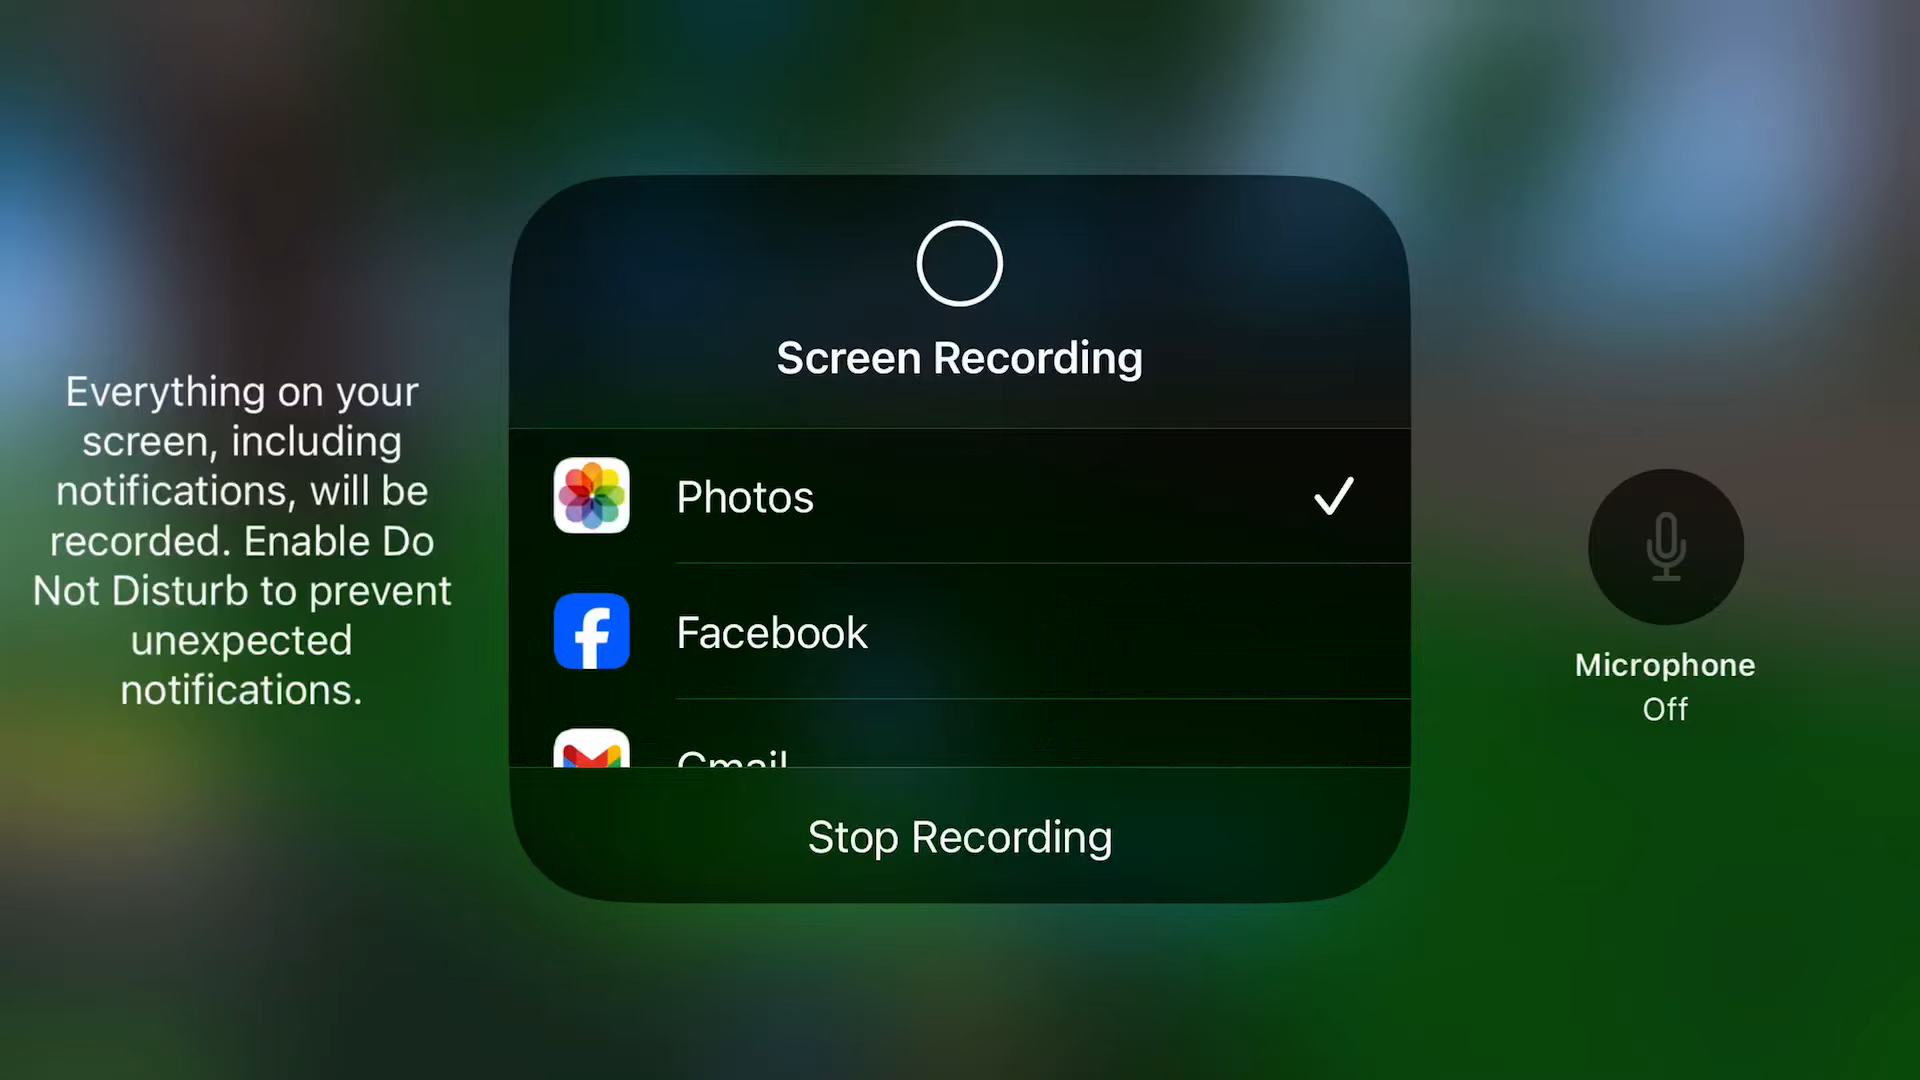 Everything on your
screen, including
notifications, will be
recorded. Enable Do
Not Disturb to prevent
unexpected
notifications.
Screen Recording
Photos
Facebook
Gmail
Stop Recording
Microphone
Off